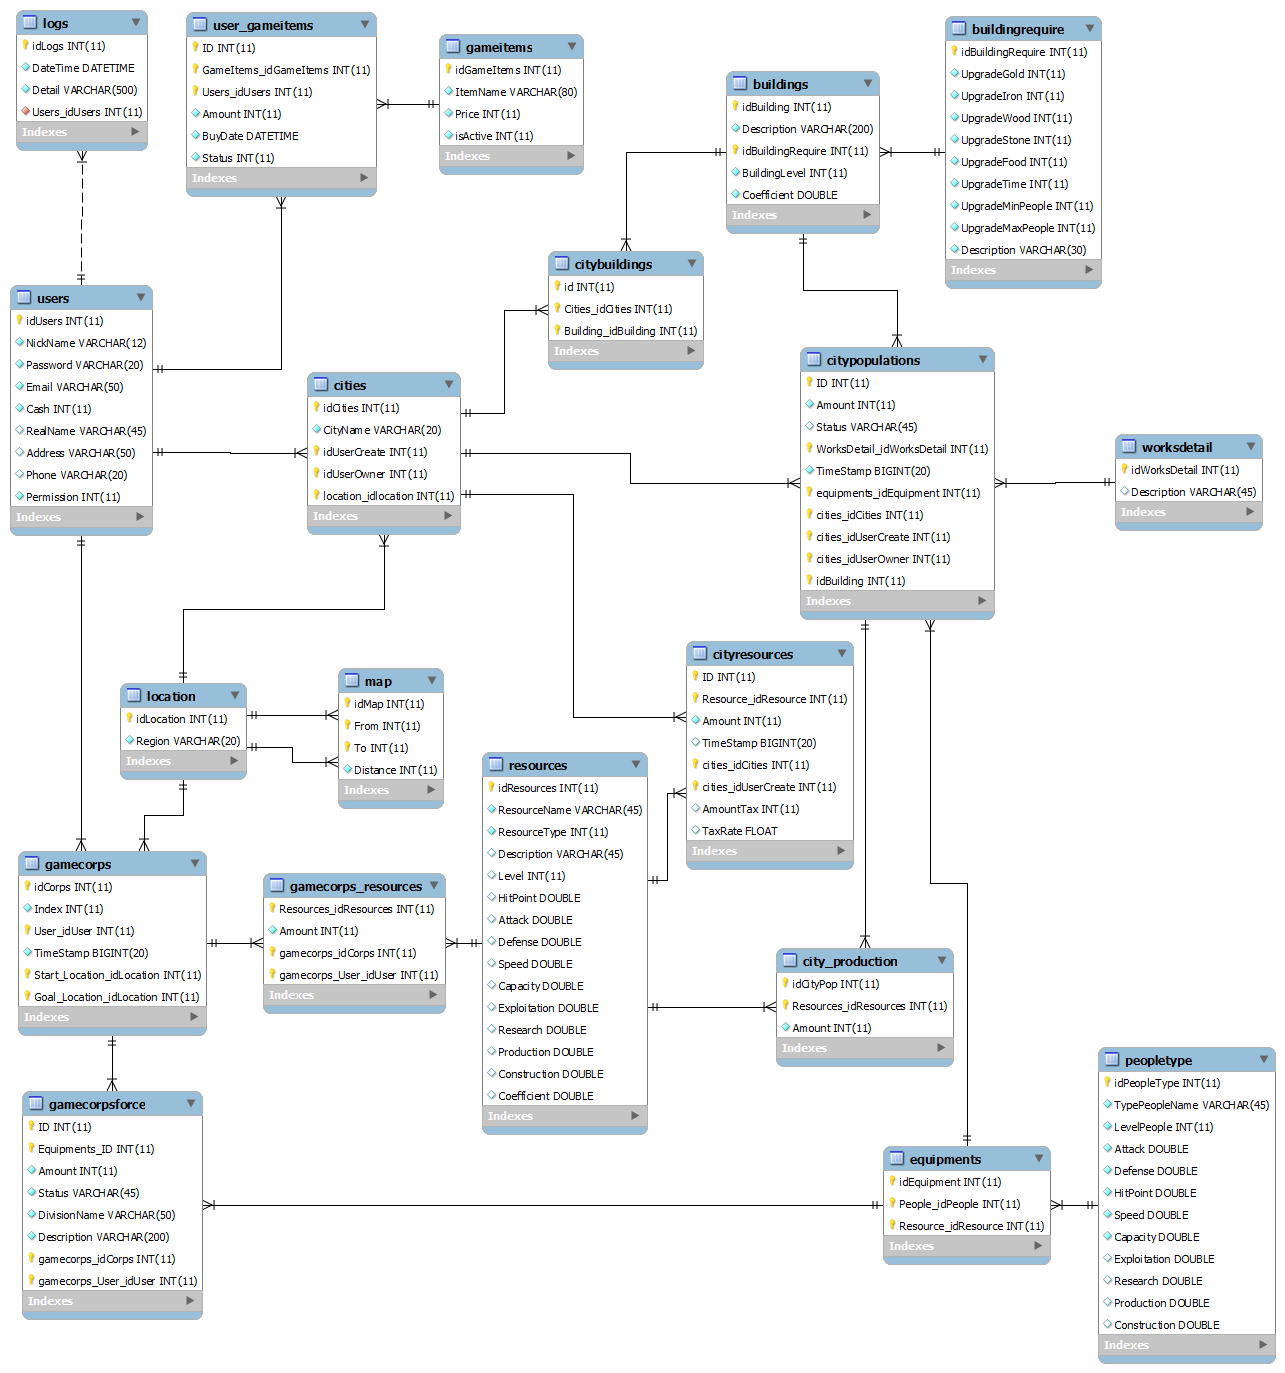 logs
idLogs INT(11)
DateTime DATETIME
Detail VARCHAR(500)
Users_idUsers INT(11)
Indexes
user_gameitems
ID INT(11)
GameItems_idGameItems INT(11)
Users_idUsers INT(11)
Amount INT(11)
BuyDate DATETIME
Status INT(11)
Indexes
gameitems
idGameItems INT(11)
ItemName VARCHAR(80)
Price INT(11)
isActive INT(11)
Indexes
buildings
idBuilding INT(11)
Description VARCHAR(200)
idBuildingRequire INT(11)
BuildingLevel INT(11)
Coefficient DOUBLE
Indexes
buildingrequire
idBuildingRequire INT(11)
UpgradeGold INT(11)
UpgradeIron INT(11)
UpgradeWood INT(11)
UpgradeStone INT(11)
UpgradeFood INT(11)
UpgradeTime INT(11)
UpgradeMinPeople INT(11)
UpgradeMaxPeople INT(11)
Description VARCHAR(30)
Indexes
citybuildings
id INT(11)
Cities_idCities INT(11)
Building_idBuilding INT(11)
Indexes
users
idUsers INT(11)
NickName VARCHAR(12)
Password VARCHAR(20)
Email VARCHAR(50)
Cash INT(11)
RealName VARCHAR(45)
Address VARCHAR(50)
Phone VARCHAR(20)
Permission INT(11)
Indexes
cities
idCities INT(11)
CityName VARCHAR(20)
idUserCreate INT(11)
idUserOwner INT(11)
location_idlocation INT(11)
Indexes
citypopulations
ID INT(11)
Amount INT(11)
Status VARCHAR(45)
WorksDetail_idWorksDetail INT(11)
TimeStamp BIGINT(20)
equipments_idEquipment INT(11)
cities_idCities INT(11)
cities_idUserCreate INT(11)
cities_idUserOwner INT(11)
idBuilding INT(11)
Indexes
worksdetail
idWorksDetail INT(11)
Description VARCHAR(45)
Indexes
location
idLocation INT(11)
Region VARCHAR(20)
Indexes
map
idMap INT(11)
From INT(11)
To INT(11)
Distance INT(11)
Indexes
cityresources
ID INT(11)
Resource_idResource INT(11)
Amount INT(11)
TimeStamp BIGINT(20)
cities_idCities INT(11)
cities_idUserCreate INT(11)
AmountTax INT(11)
TaxRate FLOAT
Indexes
resources
idResources INT(11)
ResourceName VARCHAR(45)
ResourceType INT(11)
Description VARCHAR(45)
Level INT(11)
HitPoint DOUBLE
Attack DOUBLE
Defense DOUBLE
Speed DOUBLE
Capacity DOUBLE
Exploitation DOUBLE
Research DOUBLE
Production DOUBLE
Construction DOUBLE
Coefficient DOUBLE
Indexes
gamecorps
idCorps INT(11)
Index INT(11)
User_idUser INT(11)
TimeStamp BIGINT(20)
Start_Location_idLocation INT(11)
Goal_Location_idLocation INT(11)
Indexes
gamecorps_resources
Resources_idResources INT(11)
Amount INT(11)
gamecorps_idCorps INT(11)
gamecorps_User_idUser INT(11)
Indexes
city_production
idCityPop INT(11)
Resources_idResources INT(11)
Amount INT(11)
Indexes
gamecorpsforce
ID INT(11)
Equipments_ID INT(11)
Amount INT(11)
Status VARCHAR(45)
DivisionName VARCHAR(50)
Description VARCHAR(200)
gamecorps_idCorps INT(11)
gamecorps_User_idUser INT(11)
Indexes
equipments
idEquipment INT(11)
People_idPeople INT(11)
Resource_idResource INT(11)
Indexes
peopletype
idPeopleType INT(11)
TypePeopleName VARCHAR(45)
LevelPeople INT(11)
Attack DOUBLE
Defense DOUBLE
HitPoint DOUBLE
Speed DOUBLE
Capacity DOUBLE
Exploitation DOUBLE
Research DOUBLE
Production DOUBLE
Construction DOUBLE
Indexes